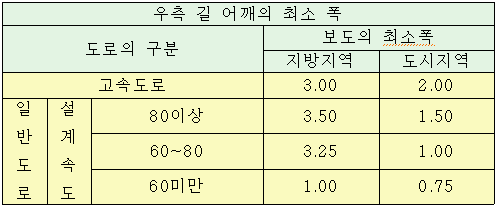 우측 길 어깨의 최소 폭
도로의 구분 보도의 최소폭
지방지역 도시지역
고속도로 3.00 2.00
일반도로 설계속도 80이상 3.50 1.50
60~80 3.25 1.00
60미만 1.00 0.75